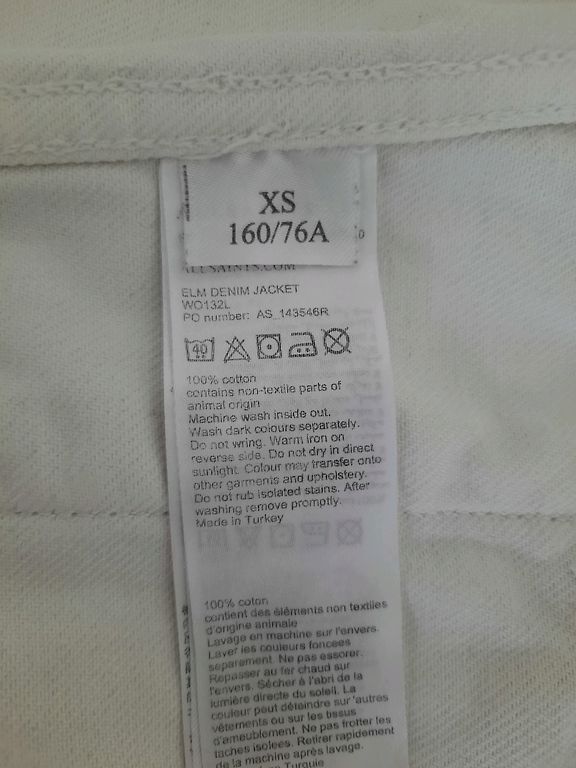 XS
160/76A
ALLSAINTS.COM
ELM DENIM JACKET
WO132L
PO number: AS_143546R
40
100% cotton
contains non-textile parts of
animal origin
Machine wash inside out.
Wash dark colours separately.
Do not wring. Warm iron on
reverse side. Do not dry in direct
sunlight. Colour may transfer onto
other garments and upholstery.
Do not rub isolated stains. After
washing remove promptly.
Made in Turkey
100% coton
contient des éléments non textiles
d'origine animale
Lavage en machine sur l'envers.
Laver les couleurs foncees
separement. Ne pas essorer.
Repasser au fer chaud sur
l'envers. Sécher à l'abri de la
lumière directe du soleil. La
couleur peut déteindre sur 'autres
vêtements ou sur les tissus
d'ameublement. Ne pas frotter les
taches isolees. Retirer rapidement
de la machine après lavage.
Turquie